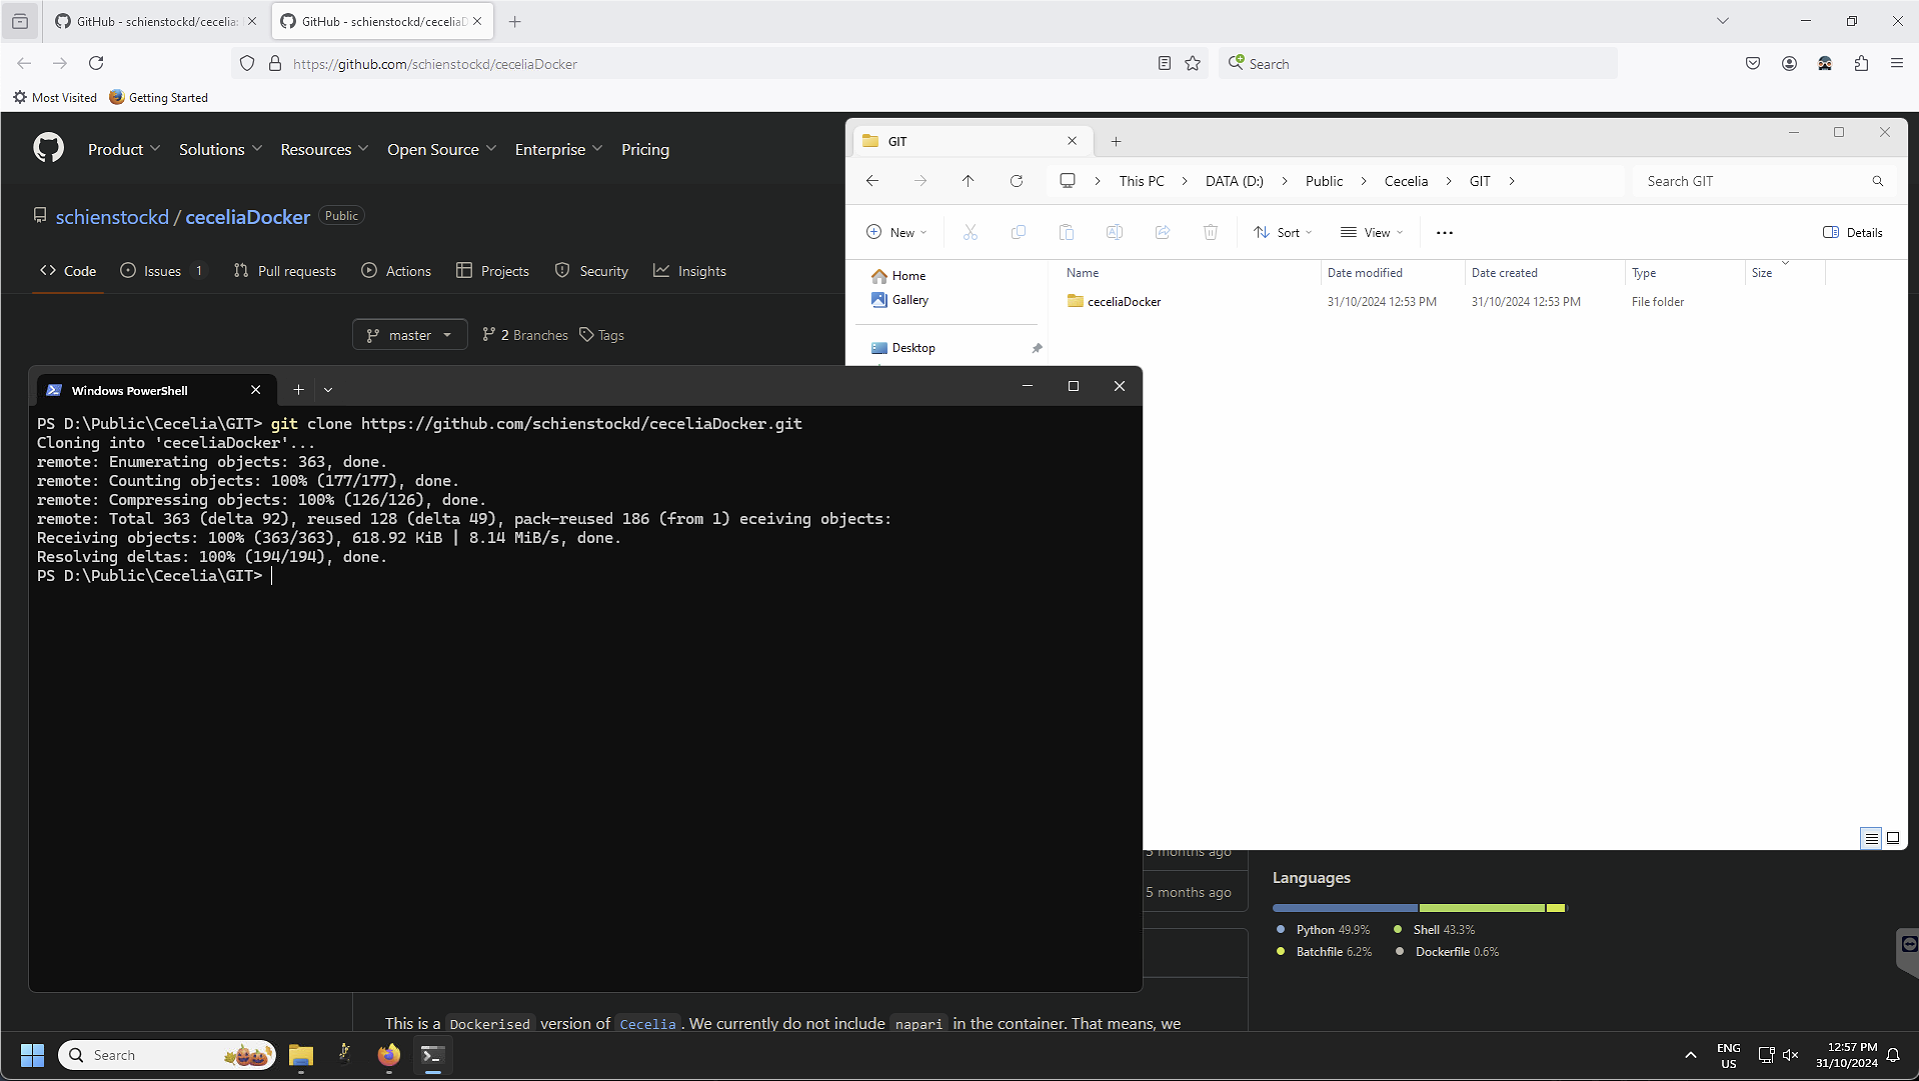 GitHub - schienstockd/cecelia:
GitHub - schienstockd/ceceliaD
https://github.com/schienstockd/ceceliaDocker
Search
Most Visited
Getting Started
Product
Solutions
Resources
Open Source
Enterprise
Pricing
schienstockd / ceceliaDocker Public
Code
Issues 1
Pull requests
Actions
Projects
Security
Insights
master
2 Branches
Tags
GIT
This PC > DATA (D:) > Public > Cecelia > GIT >
Search GIT
New
Sort
View
Details
Home
Gallery
Desktop
Name Date modified Date created Type Size
ceceliaDocker 31/10/2024 12:53 PM 31/10/2024 12:53 PM File folder
Windows PowerShell
PS D:\Public\Cecelia\GIT> git clone https://github.com/schienstockd/ceceliaDocker.git
Cloning into 'ceceliaDocker'...
remote: Enumerating objects: 363, done.
remote: Counting objects: 100% (177/177), done.
remote: Compressing objects: 100% (126/126), done.
remote: Total 363 (delta 92), reused 128 (delta 49), pack-reused 186 (from 1) eceiving objects:
Receiving objects: 100% (363/363), 618.92 KiB | 8.14 MiB/s, done.
Resolving deltas: 100% (194/194), done.
PS D:\Public\Cecelia\GIT>
months ago
5 months ago
Languages
Python 49.9%
Shell 43.3%
Batchfile 6.2%
Dockerfile 0.6%
This is a Dockerised version of Cecelia. We currently do not include napari in the container. That means, we
Search
ENG
US
12:57 PM
31/10/2024